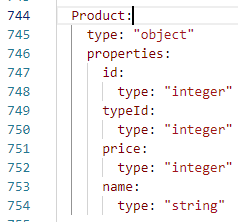 744 Product:
745 type: "object"
746 properties:
747 id:
748 type: "integer"
749 typeId:
750 type: "integer"
751 price:
752 type: "integer"
753 name:
754 type: "string"